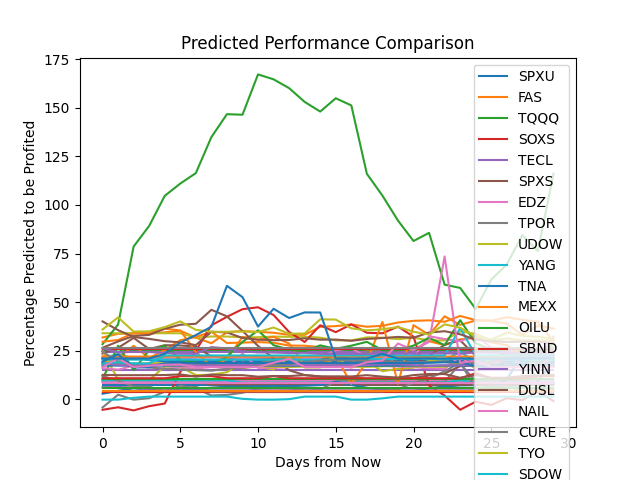 Predicted Performance Comparison
Percentage Predicted to be Profited
175
150
125
100
75
50
25
0
0
5
10
15
20
25
30
Days from Now
SPXU
FAS
TQQQ
SOXS
TECL
SPXS
EDZ
TPOR
UDOW
YANG
TNA
MEXX
OILU
SBND
YINN
DUSL
NAIL
CURE
TYO
SDOW